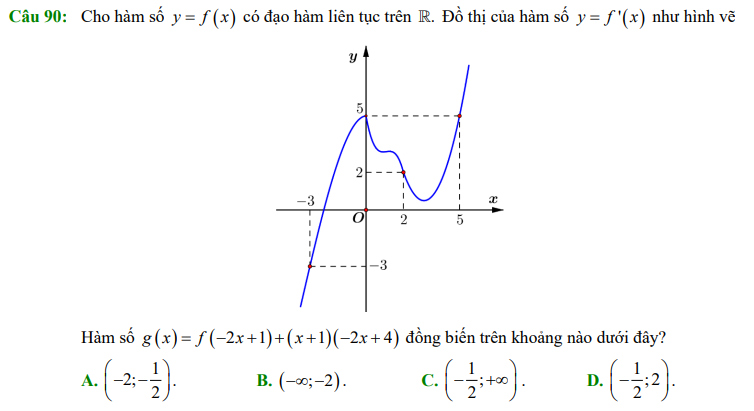 Câu 90: Cho hàm số y = f(x) có đạo hàm liên tục trên ℝ. Đồ thị của hàm số y = f '(x) như hình vẽ
y
5
2
-3
O
2
5
x
-3
Hàm số g(x) = f(-2x+1)+(x+1)(-2x+4) đồng biến trên khoảng nào dưới đây?
A. (-2; -1/2). B. (-∞; -2). C. (-1/2; +∞). D. (-1/2; 2).